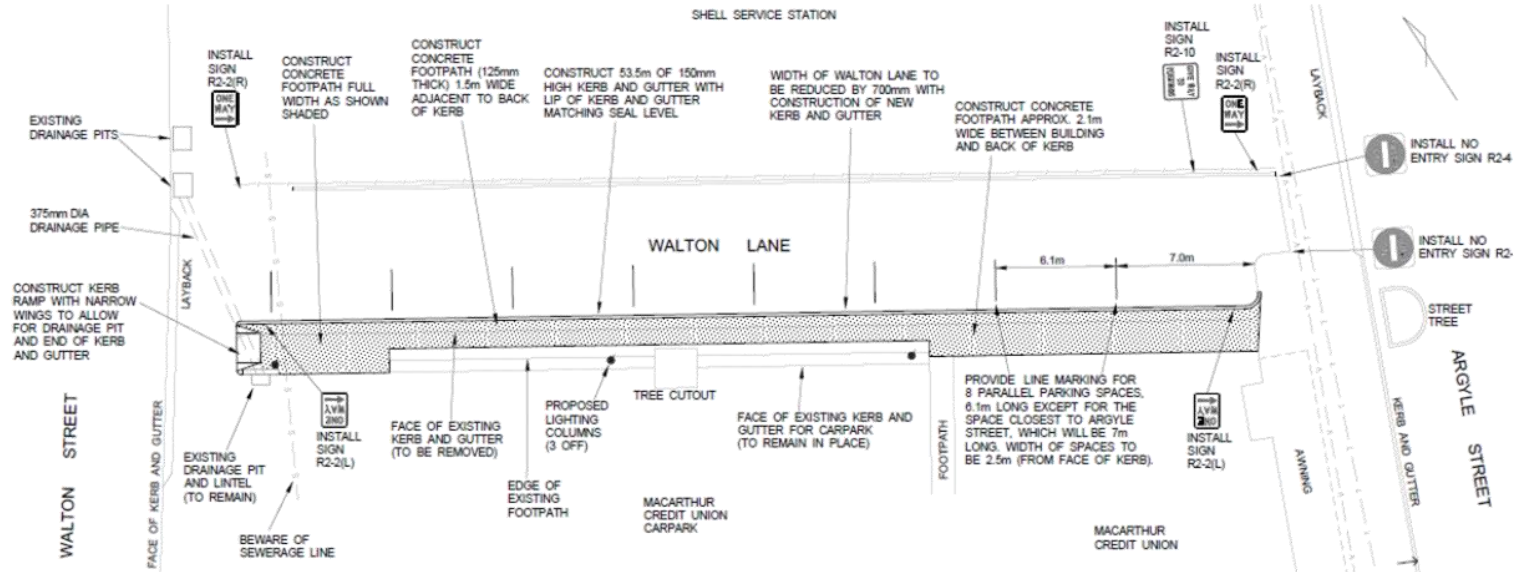 SHELL SERVICE STATION
INSTALL
SIGN
R2-2(R)
ONE
WAY
CONSTRUCT
CONCRETE
FOOTPATH FULL
WIDTH AS SHOWN
SHADED
CONSTRUCT
CONCRETE
FOOTPATH (125mm
THICK) 1.5m WIDE
ADJACENT TO BACK
OF KERB
CONSTRUCT 53.5m OF 150mm
HIGH KERB AND GUTTER WITH
LIP OF KERB AND GUTTER
MATCHING SEAL LEVEL
WIDTH OF WALTON LANE TO
BE REDUCED BY 700mm WITH
CONSTRUCTION OF NEW
KERB AND GUTTER
CONSTRUCT CONCRETE
FOOTPATH APPROX. 2.1m
WIDE BETWEEN BUILDING
AND BACK OF KERB
INSTALL
SIGN
R2-10
GIVE WAY
TO
INSTALL
SIGN
R2-2(R)
ONE
WAY
LAYBACK
INSTALL NO
ENTRY SIGN R2-4
INSTALL NO
ENTRY SIGN R2-
EXISTING
DRAINAGE PITS
375mm DIA
DRAINAGE PIPE
LAYBACK
S
S
S
S
WALTON LANE
6.1m
7.0m
CONSTRUCT KERB
RAMP WITH NARROW
WINGS TO ALLOW
FOR DRAINAGE PIT
AND END OF KERB
AND GUTTER
STREET
TREE
WALTON STREET
FACE OF KERB AND GUTTER
EXISTING
DRAINAGE PIT
AND LINTEL
(TO REMAIN)
ONE
WAY
INSTALL
SIGN
R2-2(L)
BEWARE OF
SEWERAGE LINE
FACE OF EXISTING
KERB AND GUTTER
(TO BE REMOVED)
EDGE OF
EXISTING
FOOTPATH
PROPOSED
LIGHTING
COLUMNS
(3 OFF)
TREE CUTOUT
MACARTHUR
CREDIT UNION
CARPARK
FACE OF EXISTING KERB AND
GUTTER FOR CARPARK
(TO REMAIN IN PLACE)
FOOTPATH
PROVIDE LINE MARKING FOR
8 PARALLEL PARKING SPACES,
6.1m LONG EXCEPT FOR THE
SPACE CLOSEST TO ARGYLE
STREET, WHICH WILL BE 7m
LONG. WIDTH OF SPACES TO
BE 2.5m (FROM FACE OF KERB).
ONE
WAY
INSTALL
SIGN
R2-2(L)
MACARTHUR
CREDIT UNION
AWNING
KERB AND GUTTER
ARGYLE STREET